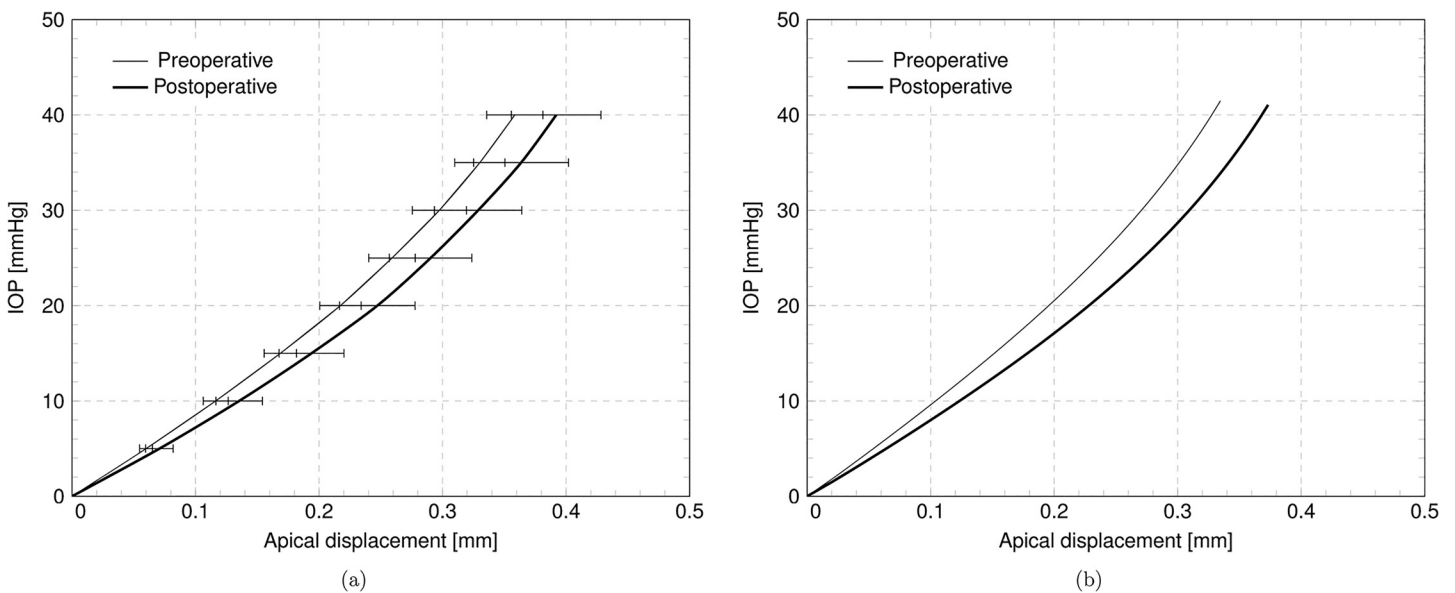 50
40
30
20
10
0
IOP [mmHg]
Preoperative
Postoperative
0 0.1 0.2 0.3 0.4 0.5
Apical displacement [mm]
(a)
50
40
30
20
10
0
IOP [mmHg]
Preoperative
Postoperative
0 0.1 0.2 0.3 0.4 0.5
Apical displacement [mm]
(b)